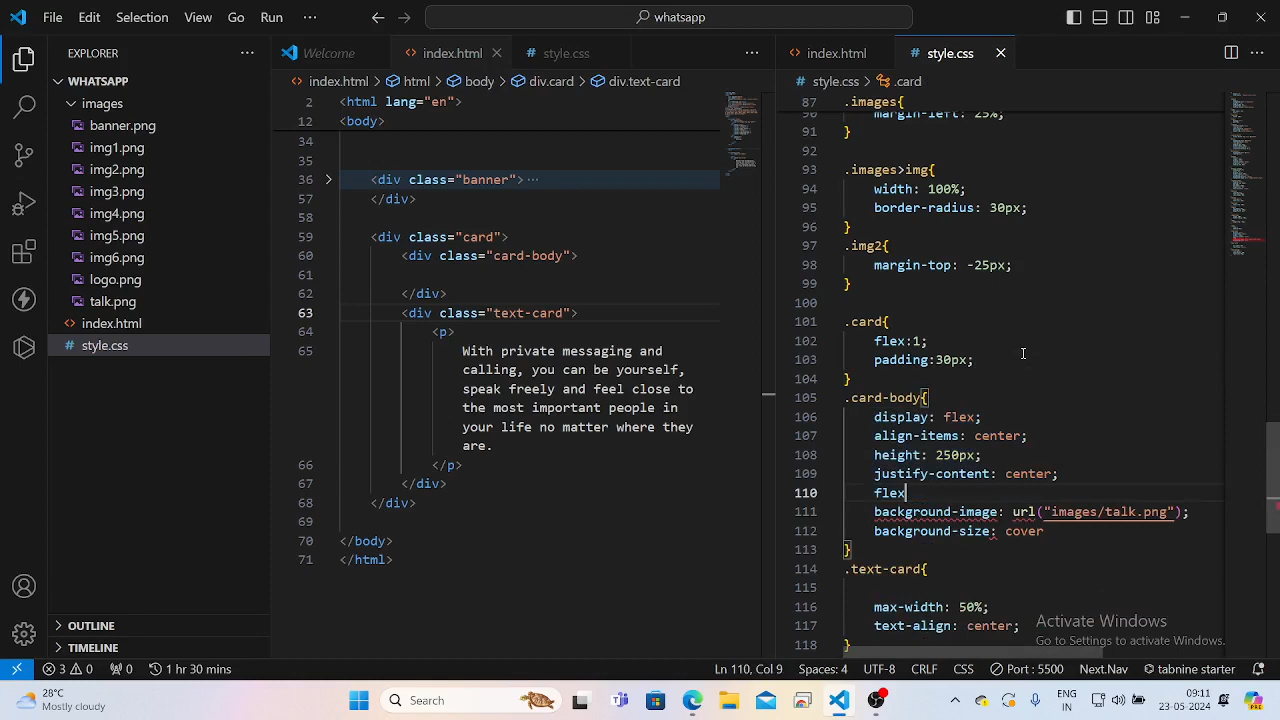 File Edit Selection View Go Run ··· whatsapp
EXPLORER ···
WHATSAPP
images
banner.png
img1.png
img2.png
img3.png
img4.png
img5.png
img6.png
logo.png
talk.png
index.html
style.css
OUTLINE
TIMELINE
Welcome index.html style.css ···
index.html > html > body > div.card > div.text-card
2 <html lang="en">
12 <body>
34
35
36 <div class="banner">···
57 </div>
58
59 <div class="card">
60 <div class="card-body">
61
62 </div>
63 <div class="text-card">
64 <p>
65 With private messaging and
calling, you can be yourself,
speak freely and feel close to
the most important people in
your life no matter where they
are.
66 </p>
67 </div>
68 </div>
69
70 </body>
71 </html>
index.html style.css ···
style.css > .card
87 .images{
90 margin-left: 25%;
91 }
92
93 .images>img{
94 width: 100%;
95 border-radius: 30px;
96 }
97 .img2{
98 margin-top: -25px;
99 }
100
101 .card{
102 flex:1;
103 padding:30px;
104 }
105 .card-body{
106 display: flex;
107 align-items: center;
108 height: 250px;
109 justify-content: center;
110 flex
111 background-image: url("images/talk.png");
112 background-size: cover
113 }
114 .text-card{
115
116 max-width: 50%;
117 text-align: center;
118 }
Activate Windows
Go to Settings to activate Windows.
3 0 0 1 hr 30 mins Ln 110, Col 9 Spaces: 4 UTF-8 CRLF CSS Port : 5500 Next.Nav tabnine starter
28°C
Mostly cloudy
Search
ENG
IN
09:11
23-05-2024
PRE